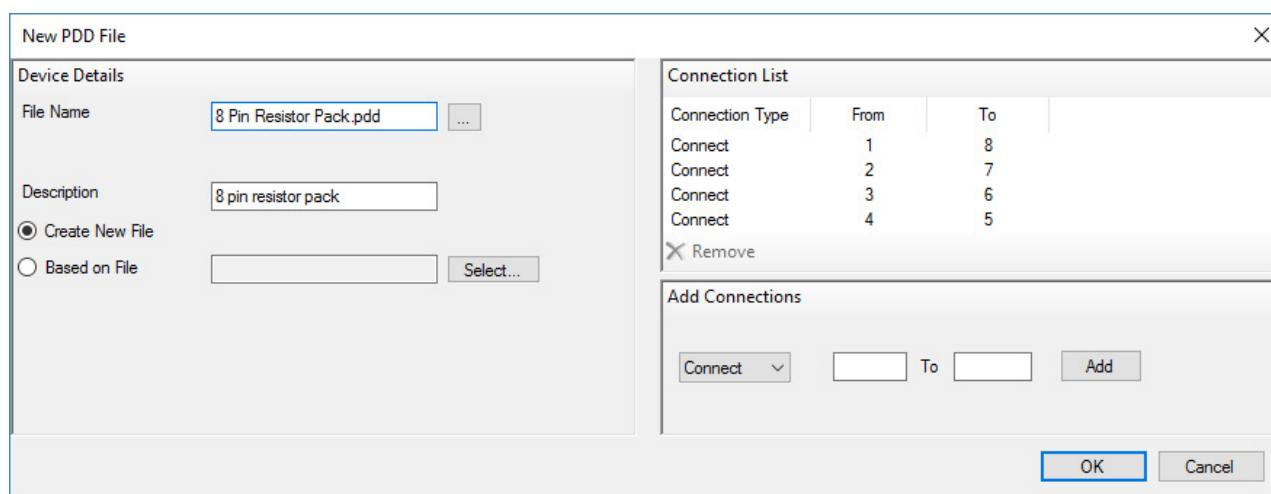 New PDD File
Device Details
File Name
8 Pin Resistor Pack.pdd
...
Description
8 pin resistor pack
Create New File
Based on File
Select...
Connection List
Connection Type From To
Connect 1 8
Connect 2 7
Connect 3 6
Connect 4 5
Remove
Add Connections
Connect To Add
OK Cancel